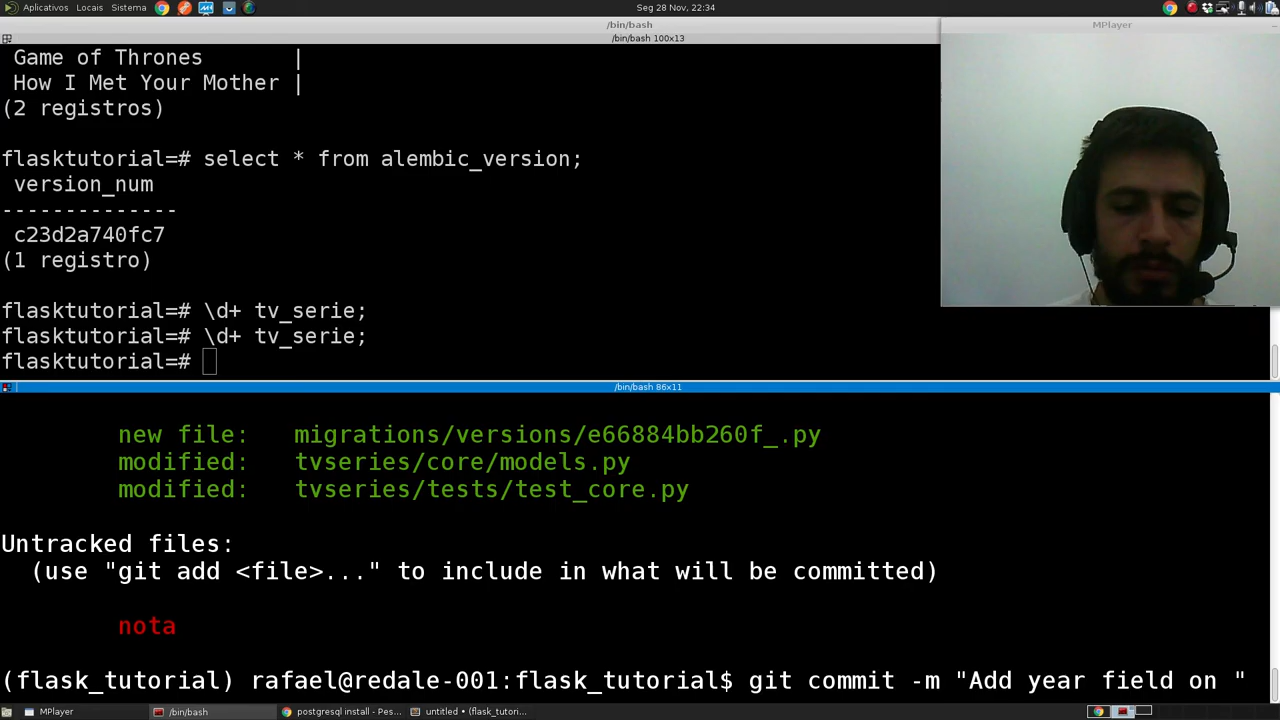 Aplicativos Locais Sistema
Seg 28 Nov, 22:34
/bin/bash
MPlayer
/bin/bash 100x13
Game of Thrones |
How I Met Your Mother |
(2 registros)
flasktutorial=# select * from alembic_version;
version_num
--------------
c23d2a740fc7
(1 registro)
flasktutorial=# \d+ tv_serie;
flasktutorial=# \d+ tv_serie;
flasktutorial=#
/bin/bash 86x11
new file: migrations/versions/e66884bb260f_.py
modified: tvseries/core/models.py
modified: tvseries/tests/test_core.py
Untracked files:
(use "git add <file>..." to include in what will be committed)
nota
(flask_tutorial) rafael@redale-001:flask_tutorial$ git commit -m "Add year field on "
MPlayer
/bin/bash
postgresql install - Pes...
untitled • (flask_tutori...